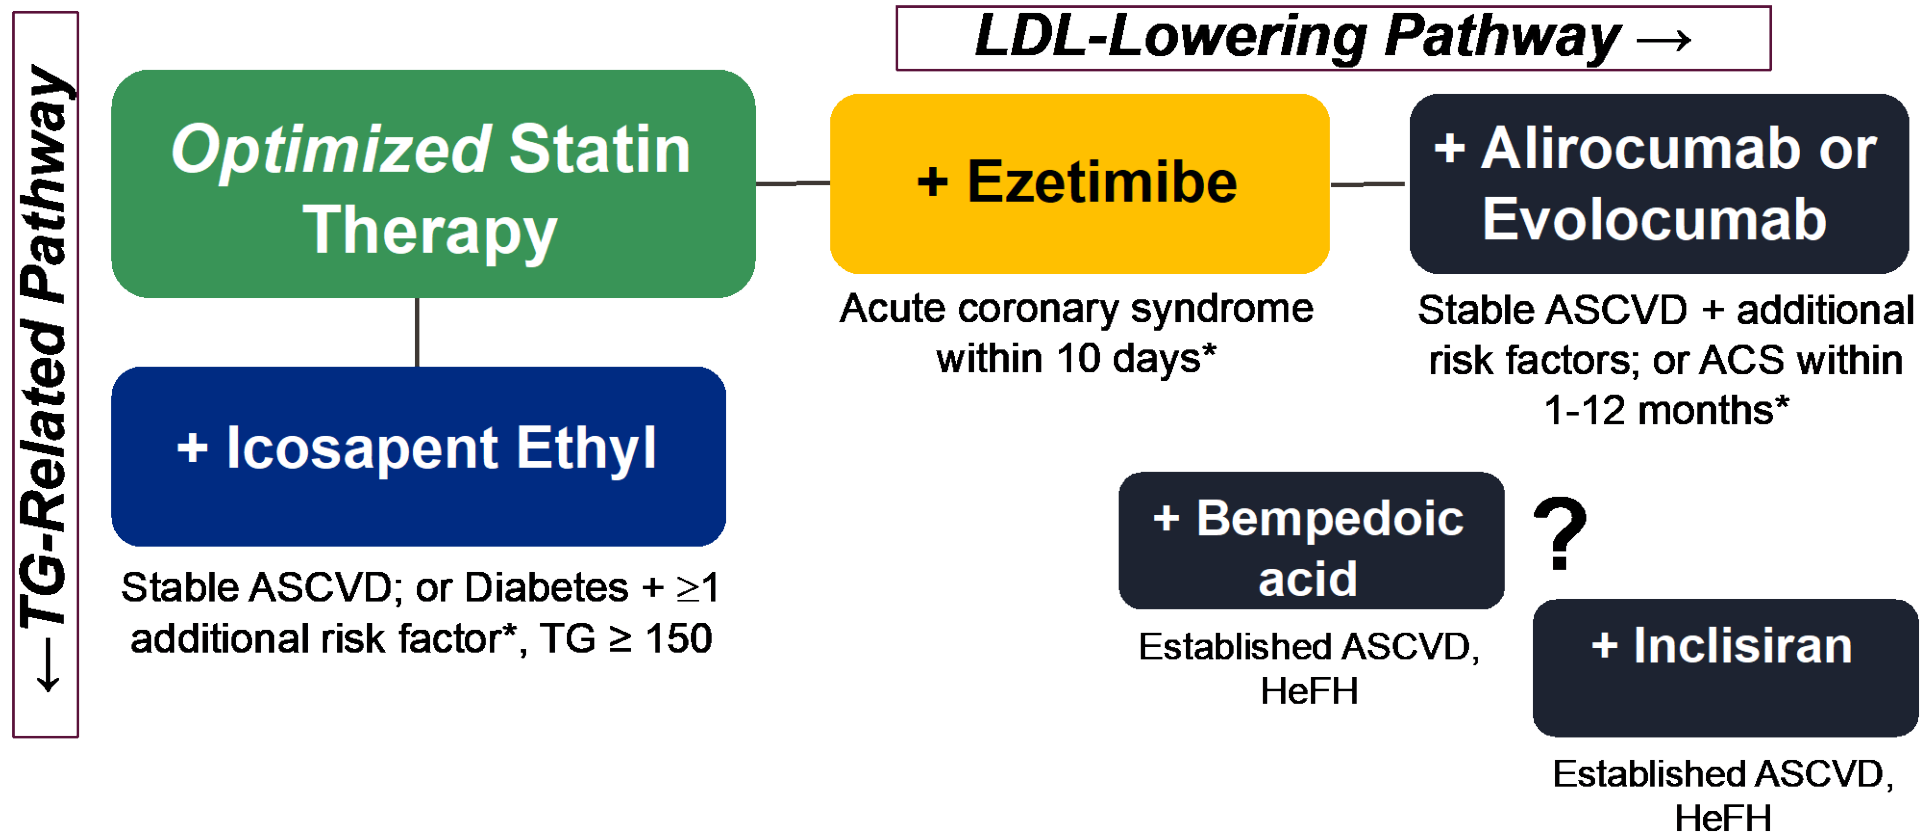 LDL-Lowering Pathway →
←TG-Related Pathway
Optimized Statin
Therapy
+ Ezetimibe
+ Alirocumab or
Evolocumab
Acute coronary syndrome
within 10 days*
Stable ASCVD + additional
risk factors; or ACS within
1-12 months*
+ Icosapent Ethyl
Stable ASCVD; or Diabetes + ≥1
additional risk factor*, TG ≥ 150
+ Bempedoic
acid
?
Established ASCVD,
HeFH
+ Inclisiran
Established ASCVD,
HeFH